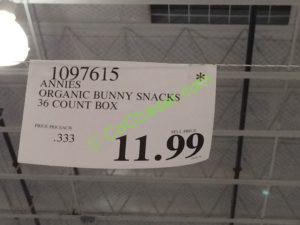 1097615 *
ANNIES
ORGANIC BUNNY SNACKS
36 COUNT BOX
PRICE PER EACH SELL PRICE
.333 11.99